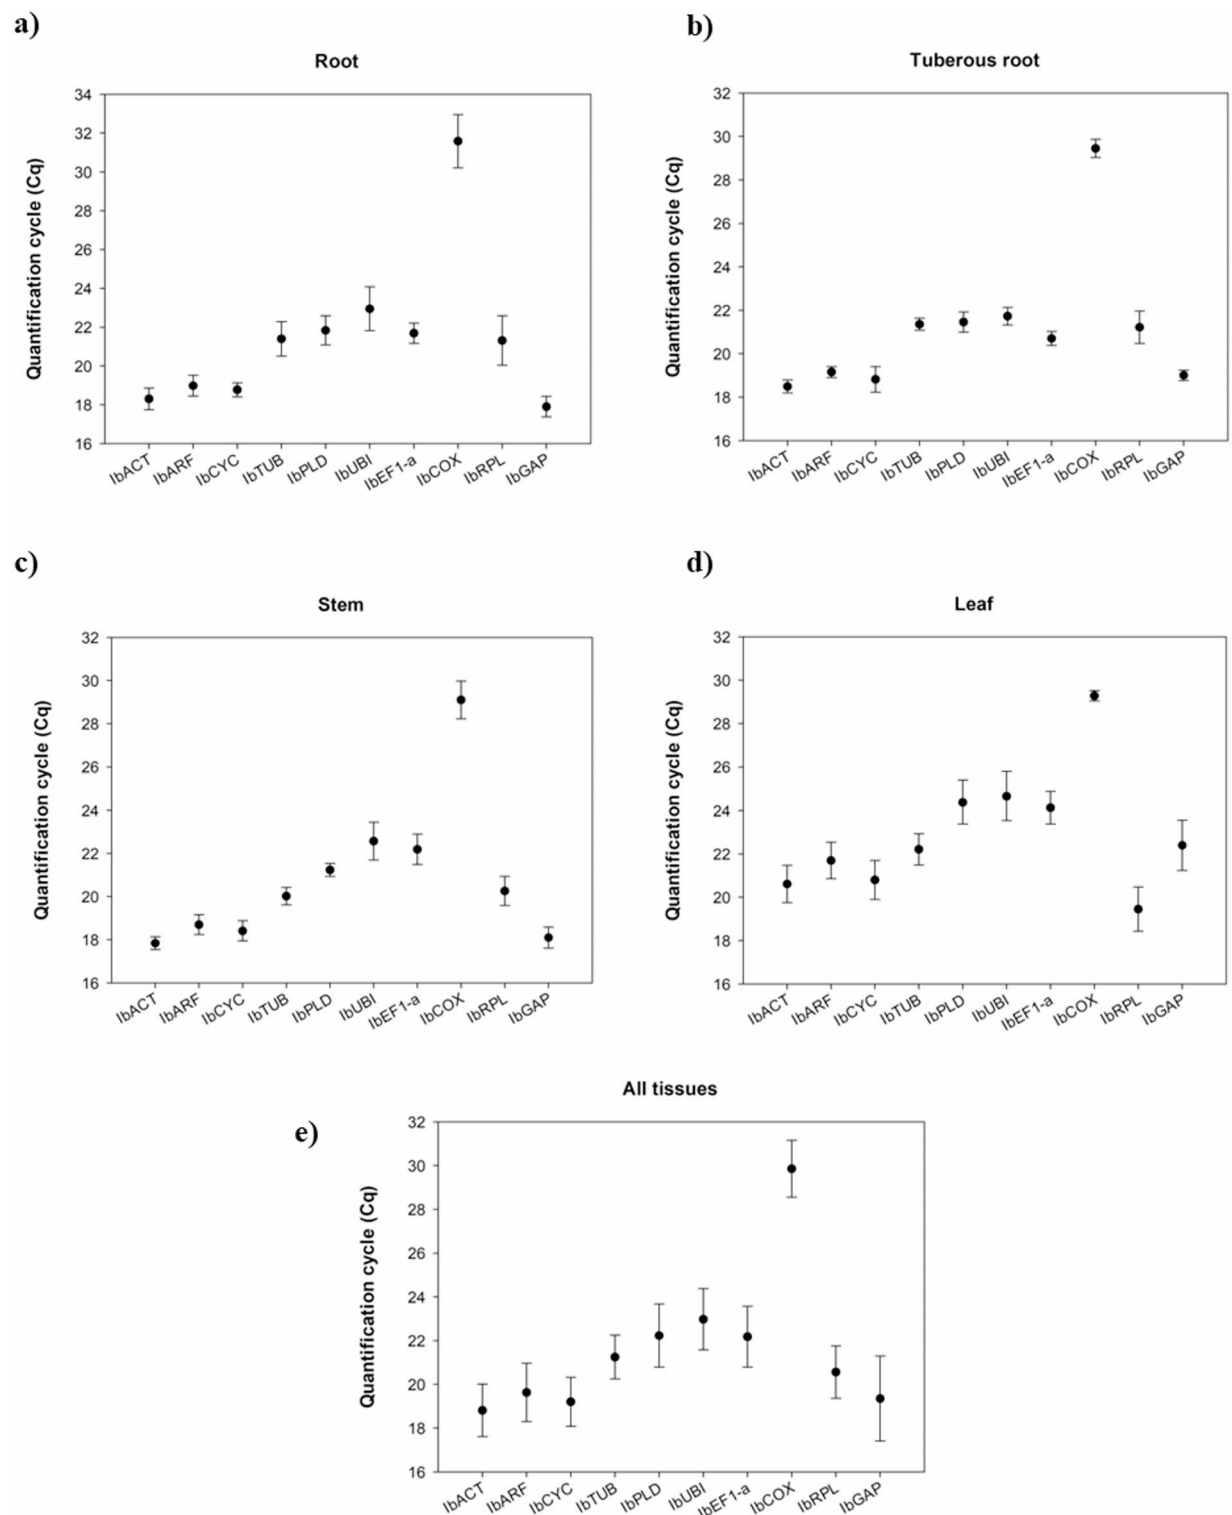 a)
Root
Quantification cycle (Cq)
34
32
30
28
26
24
22
20
18
16
IbACT
IbARF
IbCYC
IbTUB
IbPLD
IbUBI
IbEF1-a
IbCOX
IbRPL
IbGAP
b)
Tuberous root
Quantification cycle (Cq)
32
30
28
26
24
22
20
18
16
IbACT
IbARF
IbCYC
IbTUB
IbPLD
IbUBI
IbEF1-a
IbCOX
IbRPL
IbGAP
c)
Stem
Quantification cycle (Cq)
32
30
28
26
24
22
20
18
16
IbACT
IbARF
IbCYC
IbTUB
IbPLD
IbUBI
IbEF1-a
IbCOX
IbRPL
IbGAP
d)
Leaf
Quantification cycle (Cq)
32
30
28
26
24
22
20
18
16
IbACT
IbARF
IbCYC
IbTUB
IbPLD
IbUBI
IbEF1-a
IbCOX
IbRPL
IbGAP
e)
All tissues
Quantification cycle (Cq)
32
30
28
26
24
22
20
18
16
IbACT
IbARF
IbCYC
IbTUB
IbPLD
IbUBI
IbEF1-a
IbCOX
IbRPL
IbGAP